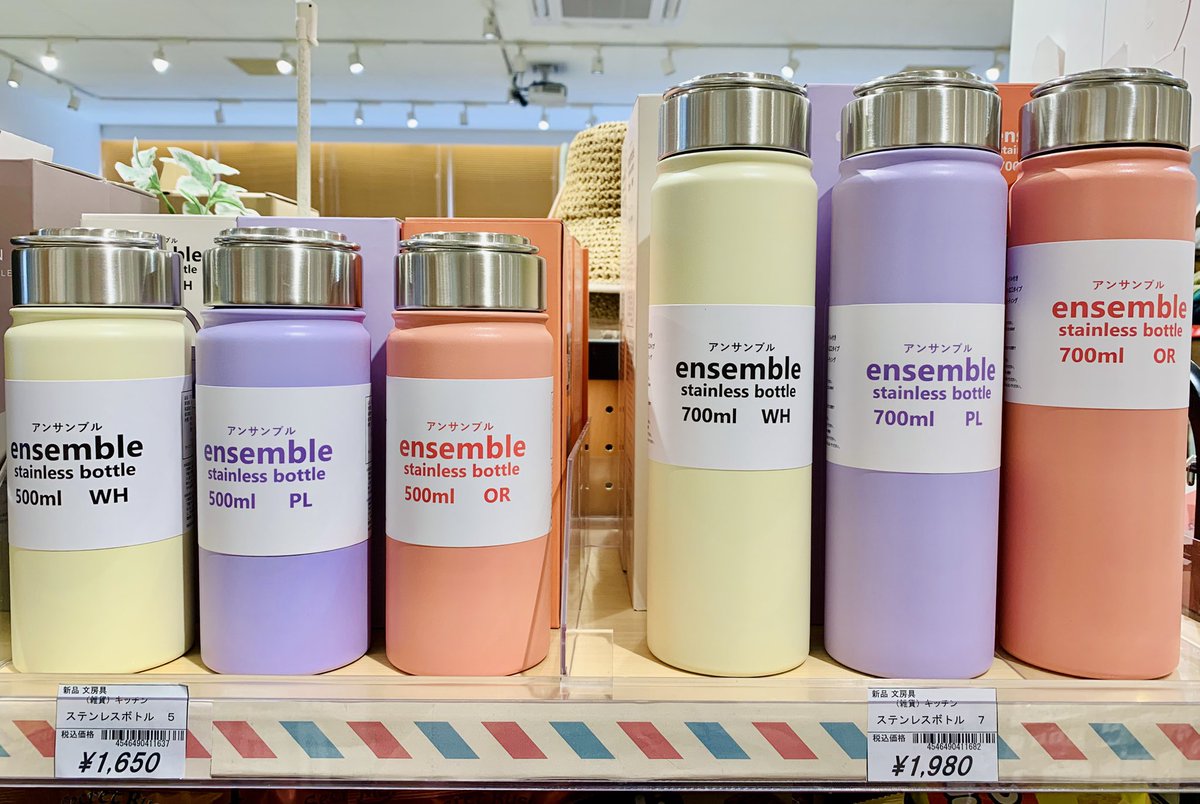 アンサンブル
ensemble
stainless bottle
500ml WH
アンサンブル
ensemble
stainless bottle
500ml PL
アンサンブル
ensemble
stainless bottle
500ml OR
アンサンブル
ensemble
stainless bottle
700ml WH
アンサンブル
ensemble
stainless bottle
700ml PL
アンサンブル
ensemble
stainless bottle
700ml OR
新品 文房具
(雑貨) キッチン
ステンレスボトル 5
税込価格
4546490411637
¥1,650
新品 文房具
(雑貨) キッチン
ステンレスボトル 7
税込価格
4546490411682
¥1,980